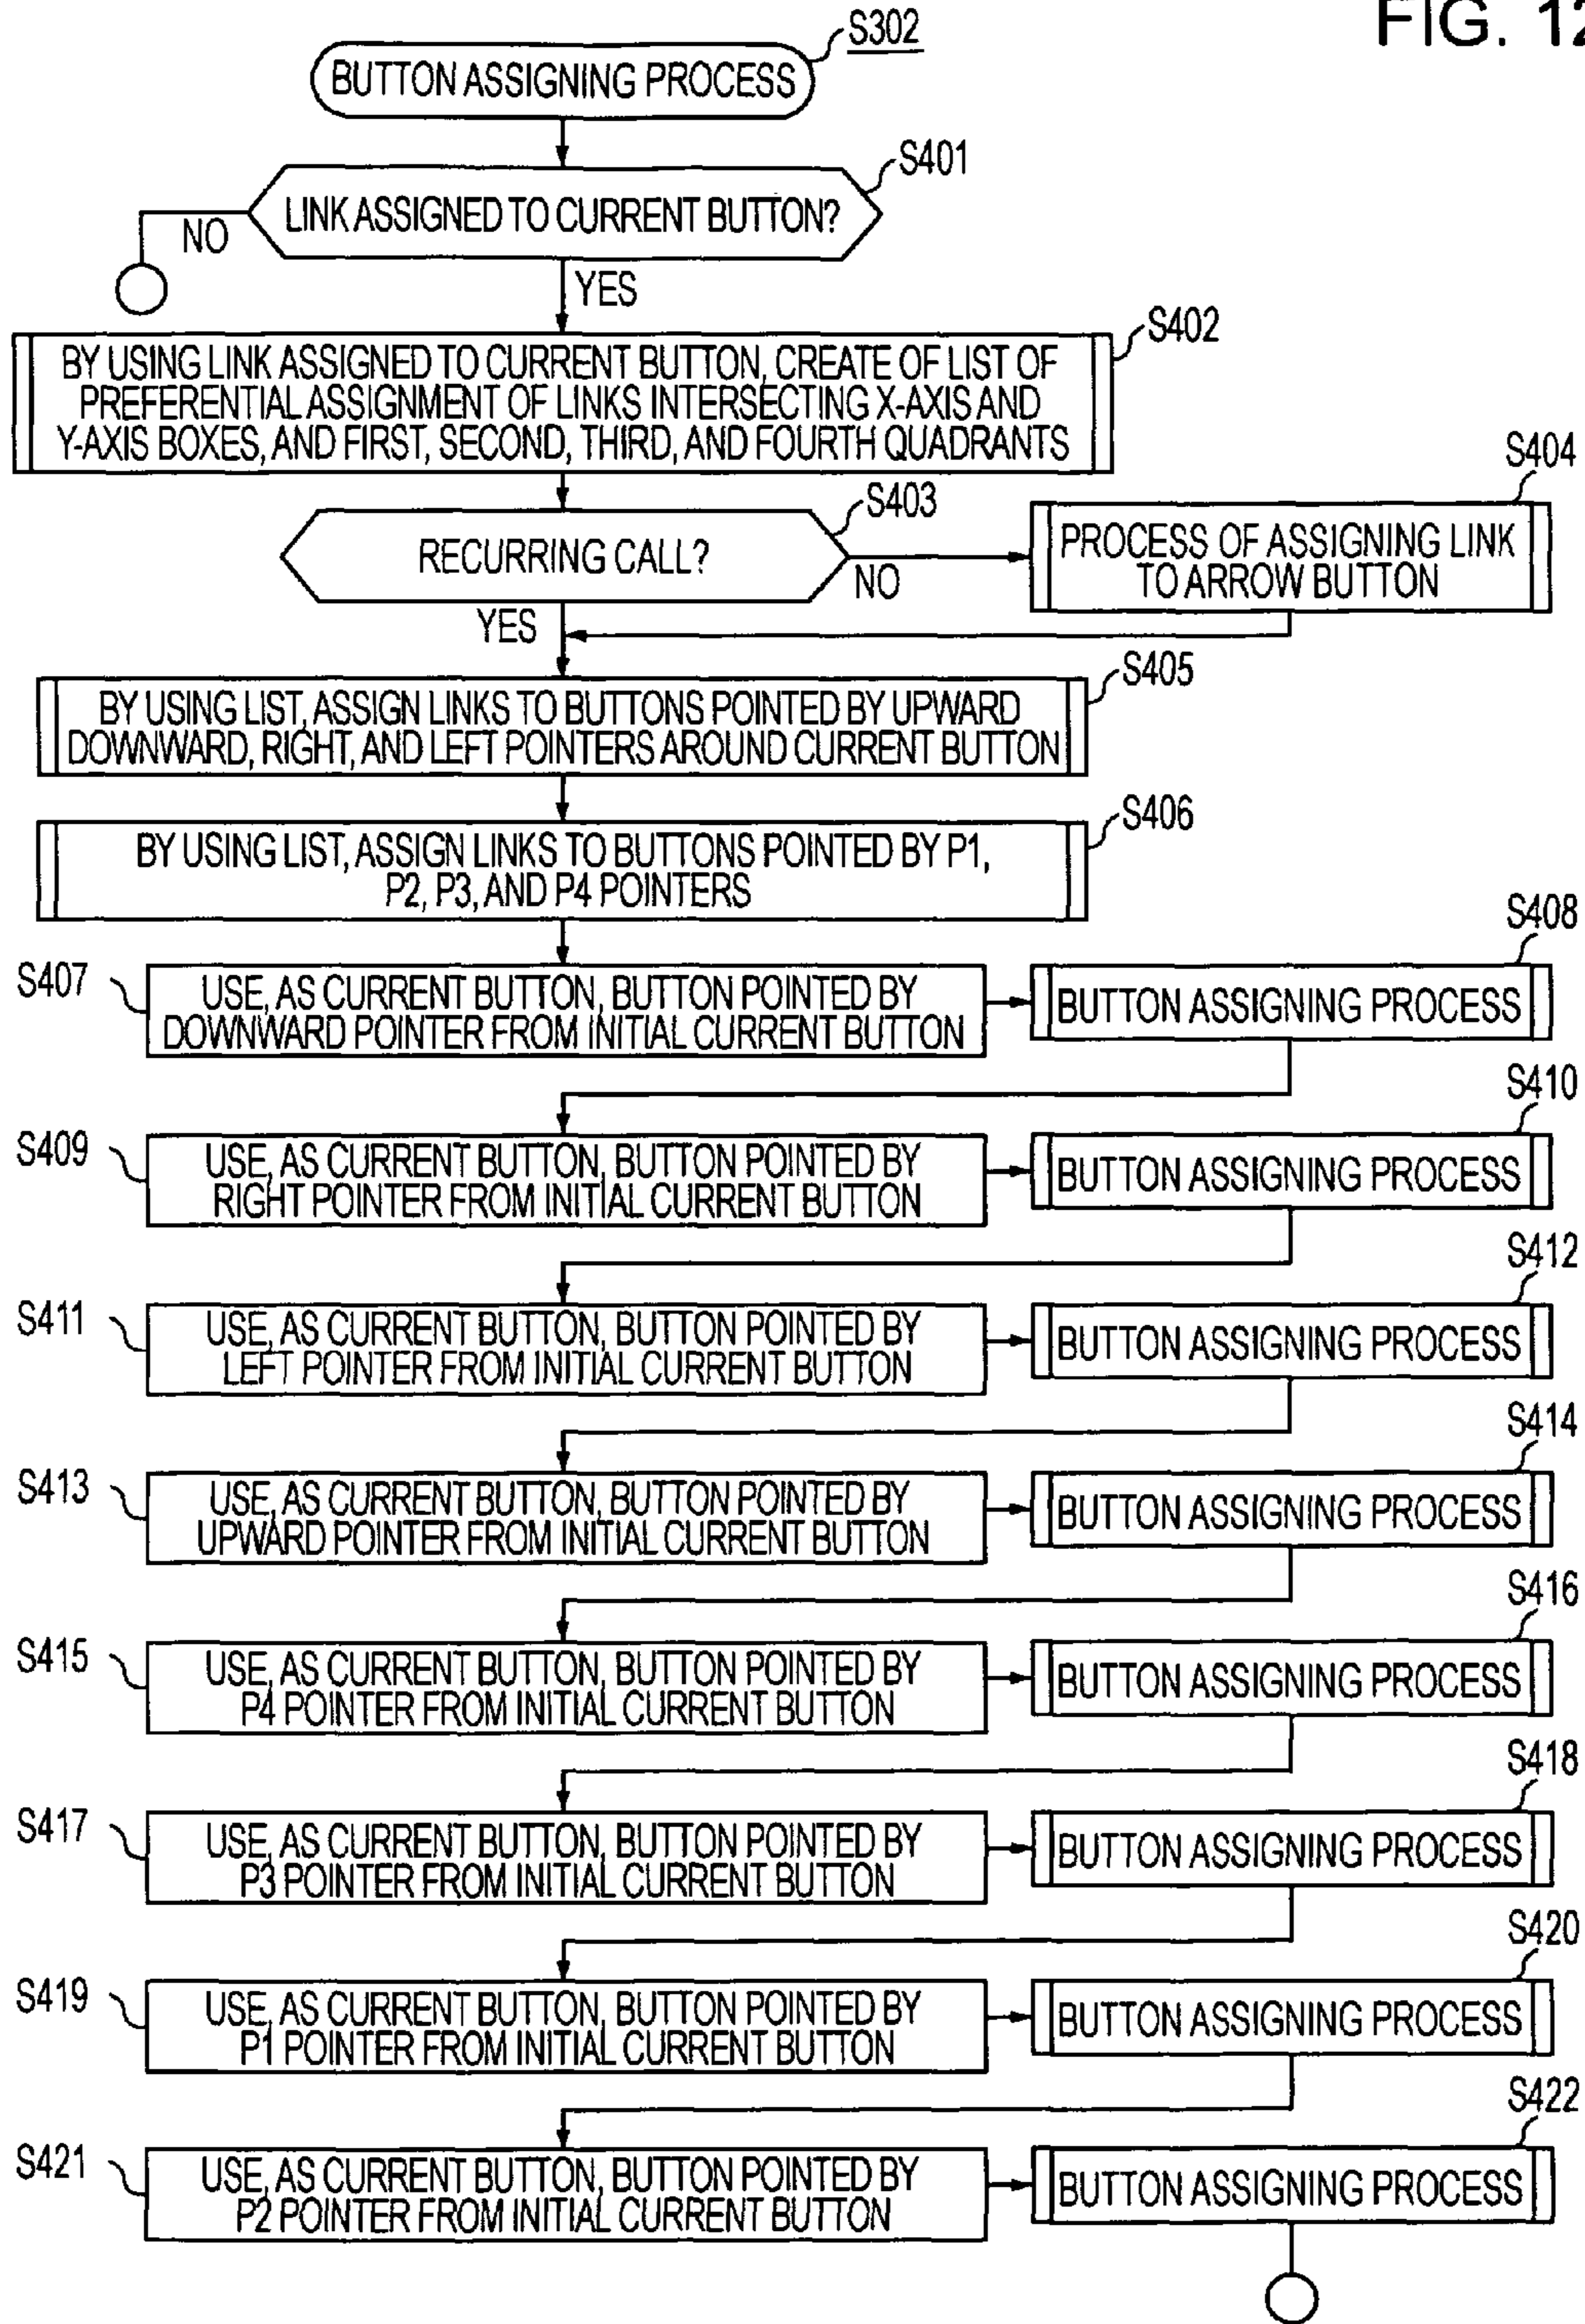 FIG. 12
S302
BUTTON ASSIGNING PROCESS
S401
LINK ASSIGNED TO CURRENT BUTTON?
NO
YES
S402
BY USING LINK ASSIGNED TO CURRENT BUTTON, CREATE OF LIST OF
PREFERENTIAL ASSIGNMENT OF LINKS INTERSECTING X-AXIS AND
Y-AXIS BOXES, AND FIRST, SECOND, THIRD, AND FOURTH QUADRANTS
S403
RECURRING CALL?
NO
YES
S404
PROCESS OF ASSIGNING LINK
TO ARROW BUTTON
S405
BY USING LIST, ASSIGN LINKS TO BUTTONS POINTED BY UPWARD
DOWNWARD, RIGHT, AND LEFT POINTERS AROUND CURRENT BUTTON
S406
BY USING LIST, ASSIGN LINKS TO BUTTONS POINTED BY P1,
P2, P3, AND P4 POINTERS
S407
USE, AS CURRENT BUTTON, BUTTON POINTED BY
DOWNWARD POINTER FROM INITIAL CURRENT BUTTON
S408
BUTTON ASSIGNING PROCESS
S409
USE, AS CURRENT BUTTON, BUTTON POINTED BY
RIGHT POINTER FROM INITIAL CURRENT BUTTON
S410
BUTTON ASSIGNING PROCESS
S411
USE, AS CURRENT BUTTON, BUTTON POINTED BY
LEFT POINTER FROM INITIAL CURRENT BUTTON
S412
BUTTON ASSIGNING PROCESS
S413
USE, AS CURRENT BUTTON, BUTTON POINTED BY
UPWARD POINTER FROM INITIAL CURRENT BUTTON
S414
BUTTON ASSIGNING PROCESS
S415
USE, AS CURRENT BUTTON, BUTTON POINTED BY
P4 POINTER FROM INITIAL CURRENT BUTTON
S416
BUTTON ASSIGNING PROCESS
S417
USE, AS CURRENT BUTTON, BUTTON POINTED BY
P3 POINTER FROM INITIAL CURRENT BUTTON
S418
BUTTON ASSIGNING PROCESS
S419
USE, AS CURRENT BUTTON, BUTTON POINTED BY
P1 POINTER FROM INITIAL CURRENT BUTTON
S420
BUTTON ASSIGNING PROCESS
S421
USE, AS CURRENT BUTTON, BUTTON POINTED BY
P2 POINTER FROM INITIAL CURRENT BUTTON
S422
BUTTON ASSIGNING PROCESS